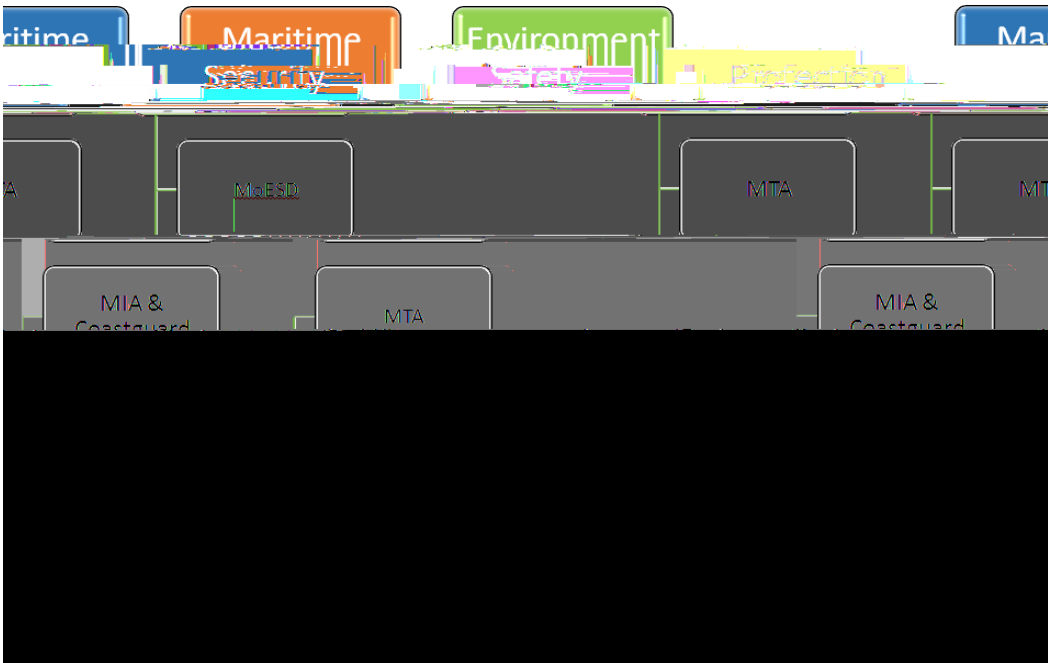 ritime
Maritime
Environment
Ma
Security
Safety
Protection
A
MoESD
MTA
MT
MIA &
Coastguard
MTA
MIA &
Coastguard